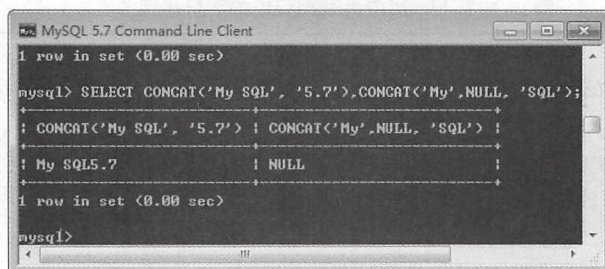 MySQL 5.7 Command Line Client
1 row in set (0.00 sec)
mysql> SELECT CONCAT('My SQL', '5.7'),CONCAT('My',NULL, 'SQL');
+-------------------------+--------------------------+
| CONCAT('My SQL', '5.7') | CONCAT('My',NULL, 'SQL') |
+-------------------------+--------------------------+
| My SQL5.7 | NULL |
+-------------------------+--------------------------+
1 row in set (0.00 sec)
mysql>